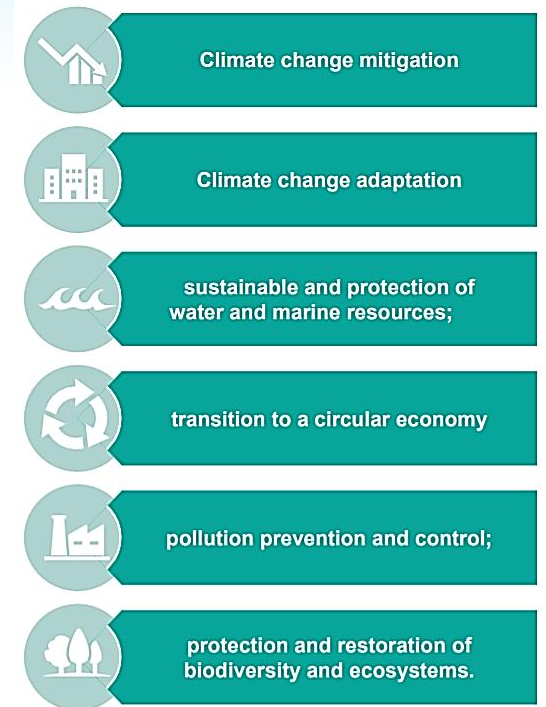 Climate change mitigation
Climate change adaptation
sustainable and protection of
water and marine resources;
transition to a circular economy
pollution prevention and control;
protection and restoration of
biodiversity and ecosystems.